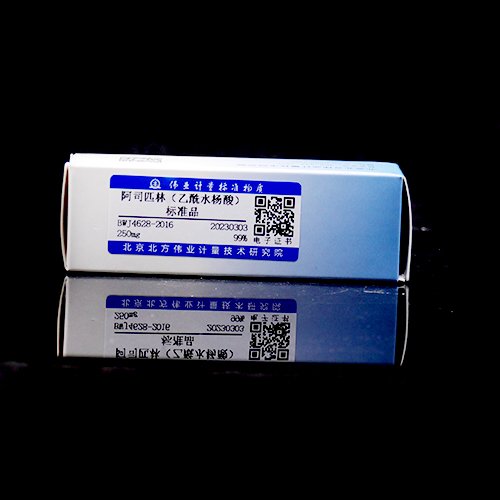 伟业计量标准物质
阿司匹林（乙酰水杨酸）
标准品
BWJ4628-2016 20230303
250mg 99%
电子证书
北京北方伟业计量技术研究院